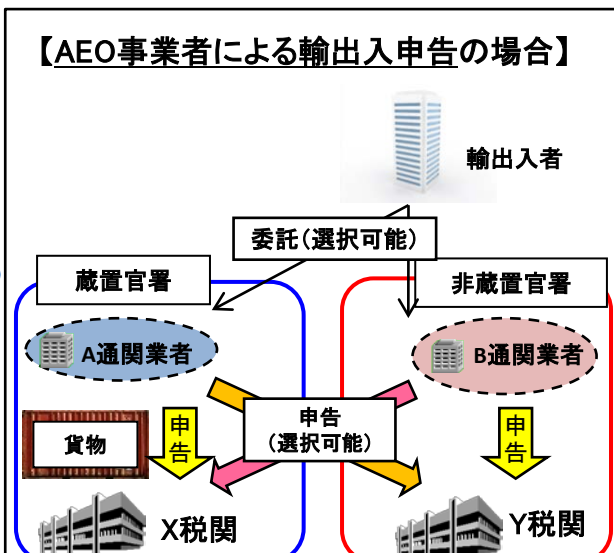 【AEO事業者による輸出入申告の場合】
輸出入者
委託(選択可能)
蔵置官署
非蔵置官署
A通関業者
B通関業者
申告
(選択可能)
貨物
申告
申告
X税関
Y税関